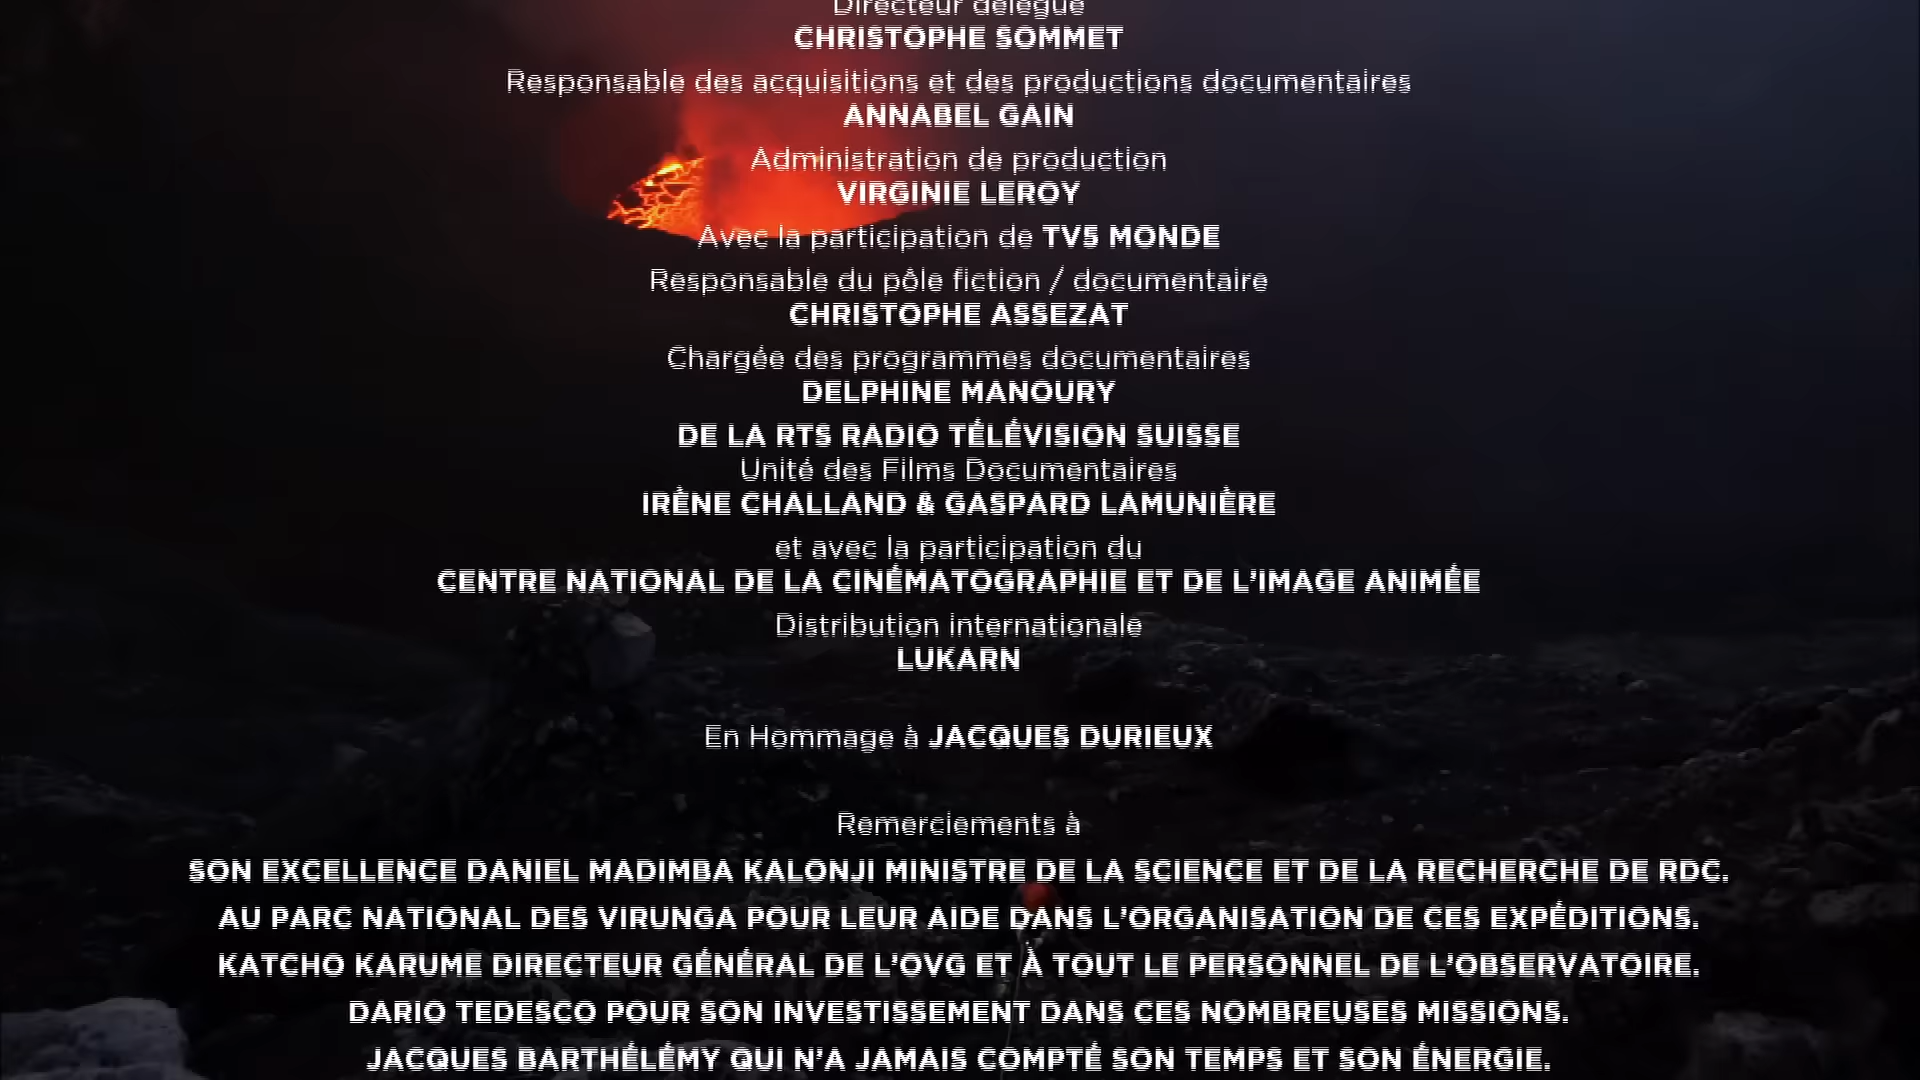 Directeur délégué
CHRISTOPHE SOMMET
Responsable des acquisitions et des productions documentaires
ANNABEL GAIN
Administration de production
VIRGINIE LEROY
Avec la participation de TV5 MONDE
Responsable du pôle fiction / documentaire
CHRISTOPHE ASSEZAT
Chargée des programmes documentaires
DELPHINE MANOURY
DE LA RTS RADIO TÉLÉVISION SUISSE
Unité des Films Documentaires
IRÈNE CHALLAND & GASPARD LAMUNIÈRE
et avec la participation du
CENTRE NATIONAL DE LA CINÉMATOGRAPHIE ET DE L'IMAGE ANIMÉE
Distribution internationale
LUKARN
En Hommage à JACQUES DURIEUX
Remerciements à
SON EXCELLENCE DANIEL MADIMBA KALONJI MINISTRE DE LA SCIENCE ET DE LA RECHERCHE DE RDC.
AU PARC NATIONAL DES VIRUNGA POUR LEUR AIDE DANS L'ORGANISATION DE CES EXPÉDITIONS.
KATCHO KARUME DIRECTEUR GÉNÉRAL DE L'OVG ET À TOUT LE PERSONNEL DE L'OBSERVATOIRE.
DARIO TEDESCO POUR SON INVESTISSEMENT DANS CES NOMBREUSES MISSIONS.
JACQUES BARTHÉLÉMY QUI N'A JAMAIS COMPTÉ SON TEMPS ET SON ÉNERGIE.